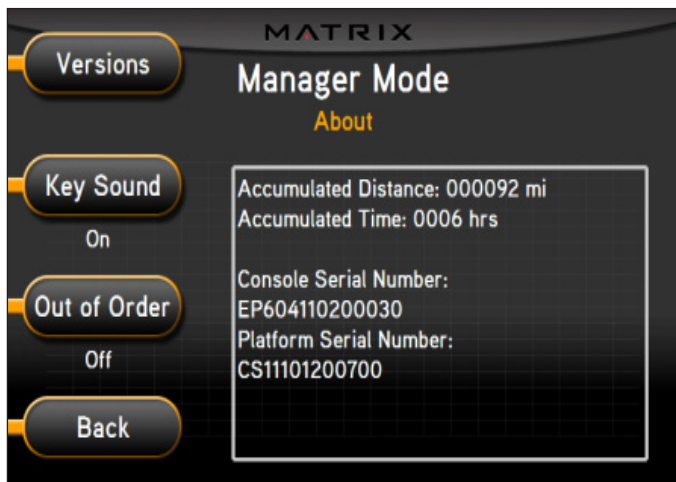 MATRIX
Versions
Manager Mode
About
Key Sound
On
Out of Order
Off
Back
Accumulated Distance: 000092 mi
Accumulated Time: 0006 hrs
Console Serial Number:
EP604110200030
Platform Serial Number:
CS11101200700